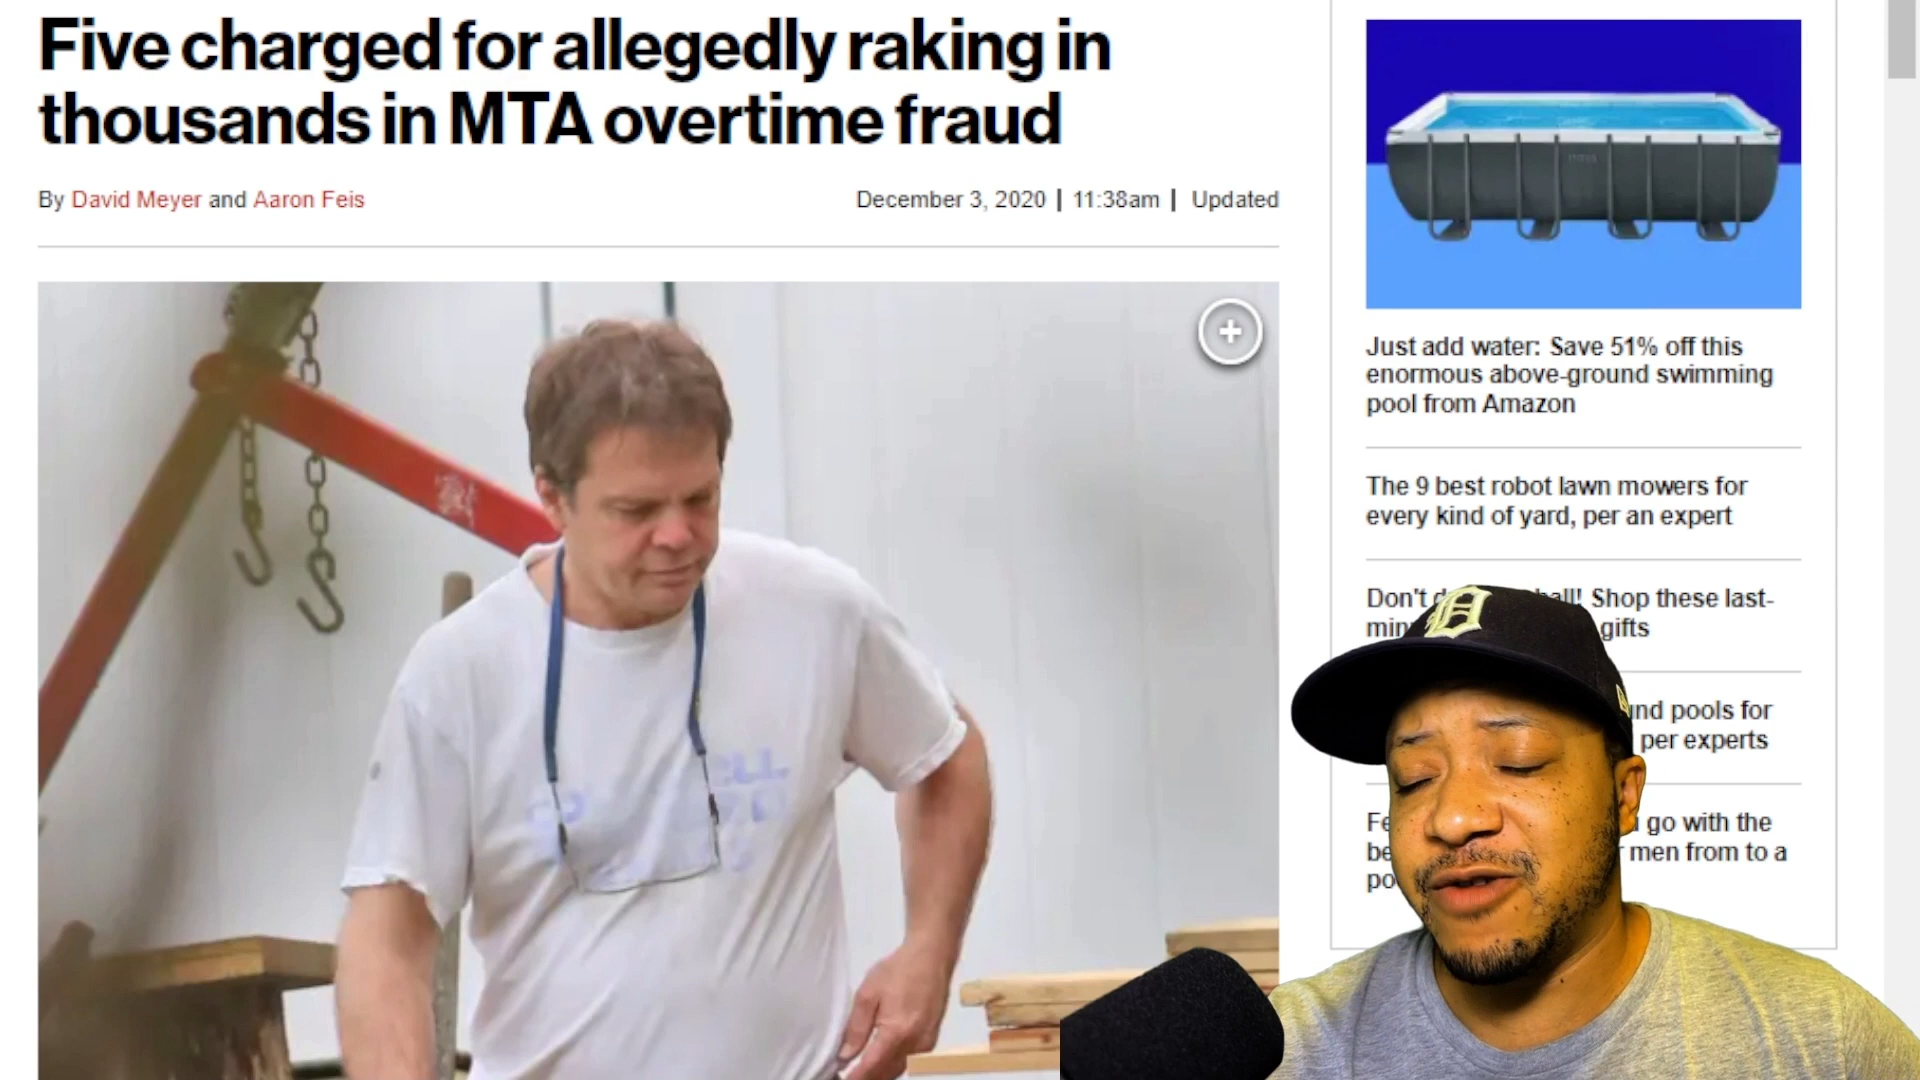 Five charged for allegedly raking in
thousands in MTA overtime fraud
By David Meyer and Aaron Feis
December 3, 2020 | 11:38am | Updated
Just add water: Save 51% off this
enormous above-ground swimming
pool from Amazon
The 9 best robot lawn mowers for
every kind of yard, per an expert
Don't ball! Shop these last-
gifts
pools for
per experts
go with the
men from to a
D